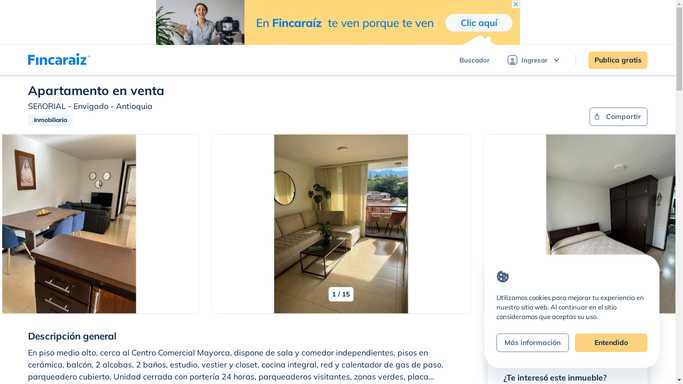 En Fincaraíz te ven porque te ven
Clic aquí
Fincaraiz
Buscador
Ingresar
Publica gratis
Apartamento en venta
SEñORIAL - Envigado - Antioquia
Inmobiliaria
Compartir
1 / 15
Utilizamos cookies para mejorar tu experiencia en
nuestro sitio web. Al continuar en el sitio
consideramos que aceptas su uso.
Más información
Entendido
Descripción general
En piso medio alto, cerca al Centro Comercial Mayorca, dispone de sala y comedor independientes, pisos en
cerámica, balcón, 2 alcobas, 2 baños, estudio, vestier y closet, cocina integral, red y calentador de gas de paso,
parqueadero cubierto. Unidad cerrada con portería 24 horas, parqueaderos visitantes, zonas verdes, placa...
¿Te interesó este inmueble?